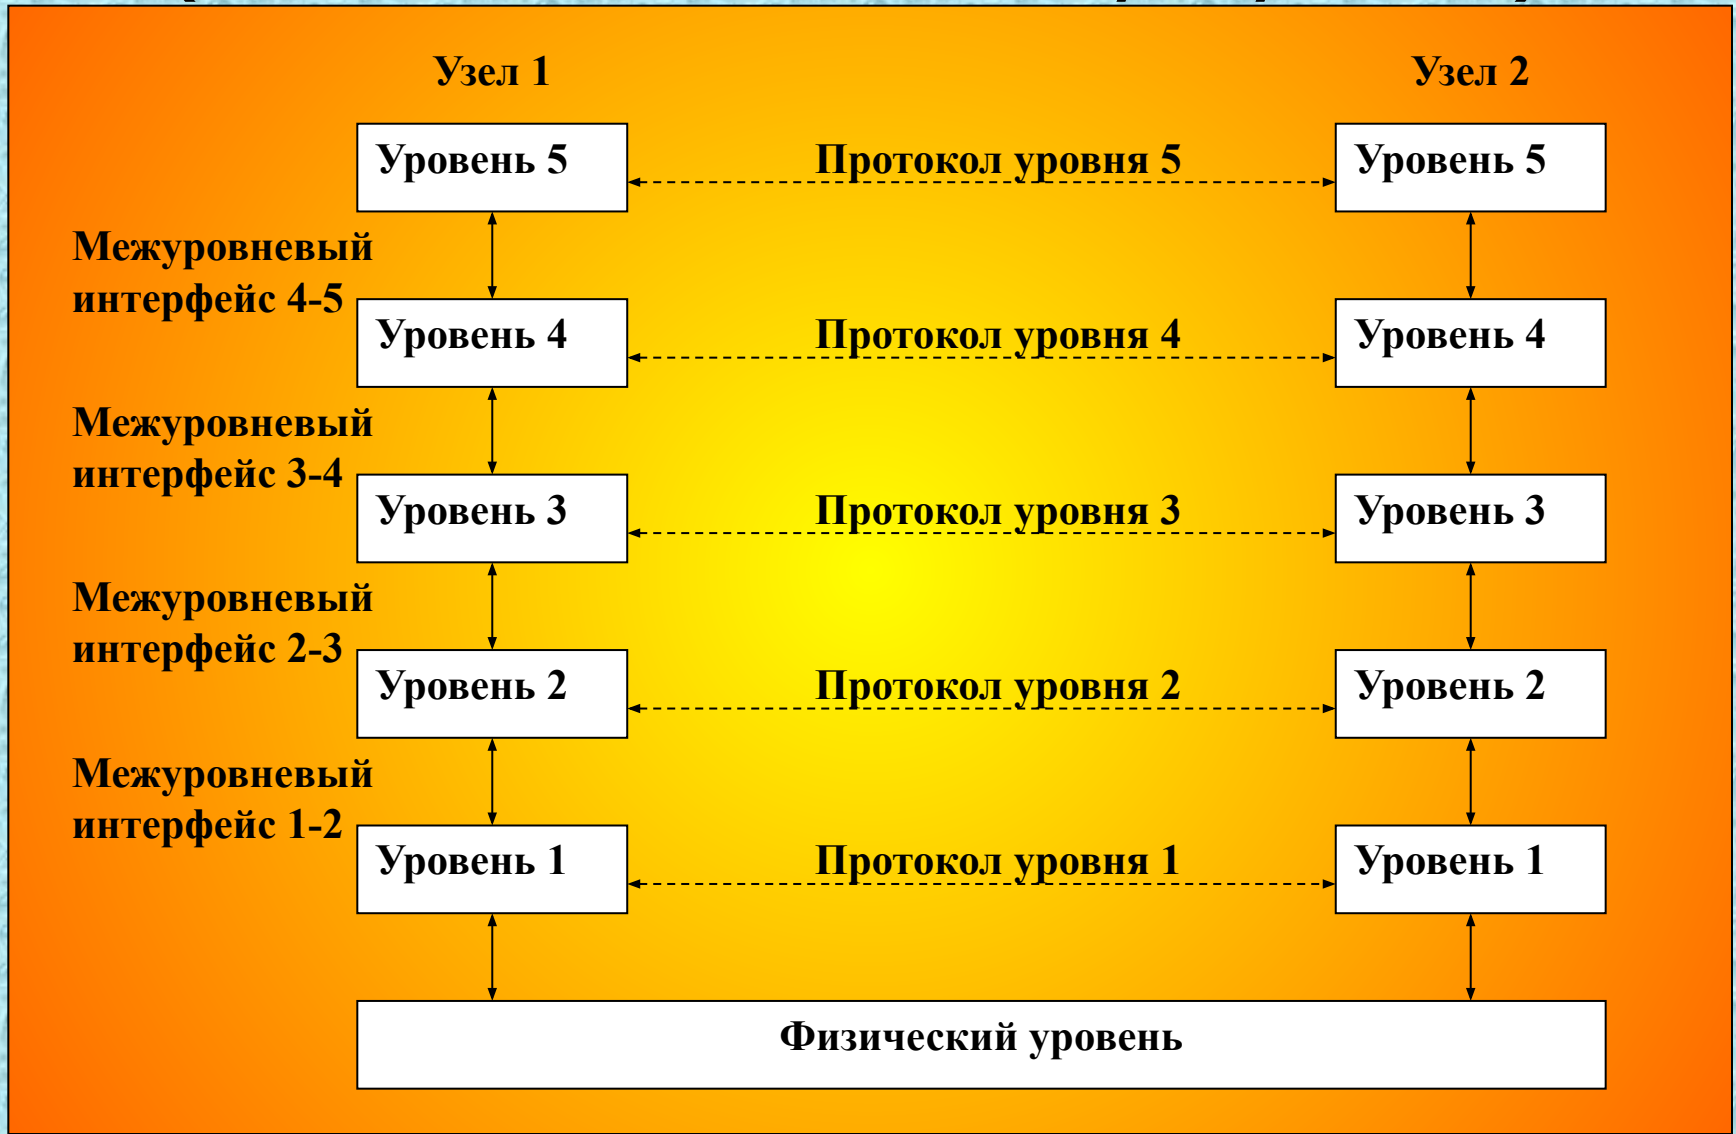 Узел 1
Узел 2
Уровень 5
Протокол уровня 5
Уровень 5
Межуровневый
интерфейс 4-5
Уровень 4
Протокол уровня 4
Уровень 4
Межуровневый
интерфейс 3-4
Уровень 3
Протокол уровня 3
Уровень 3
Межуровневый
интерфейс 2-3
Уровень 2
Протокол уровня 2
Уровень 2
Межуровневый
интерфейс 1-2
Уровень 1
Протокол уровня 1
Уровень 1
Физический уровень